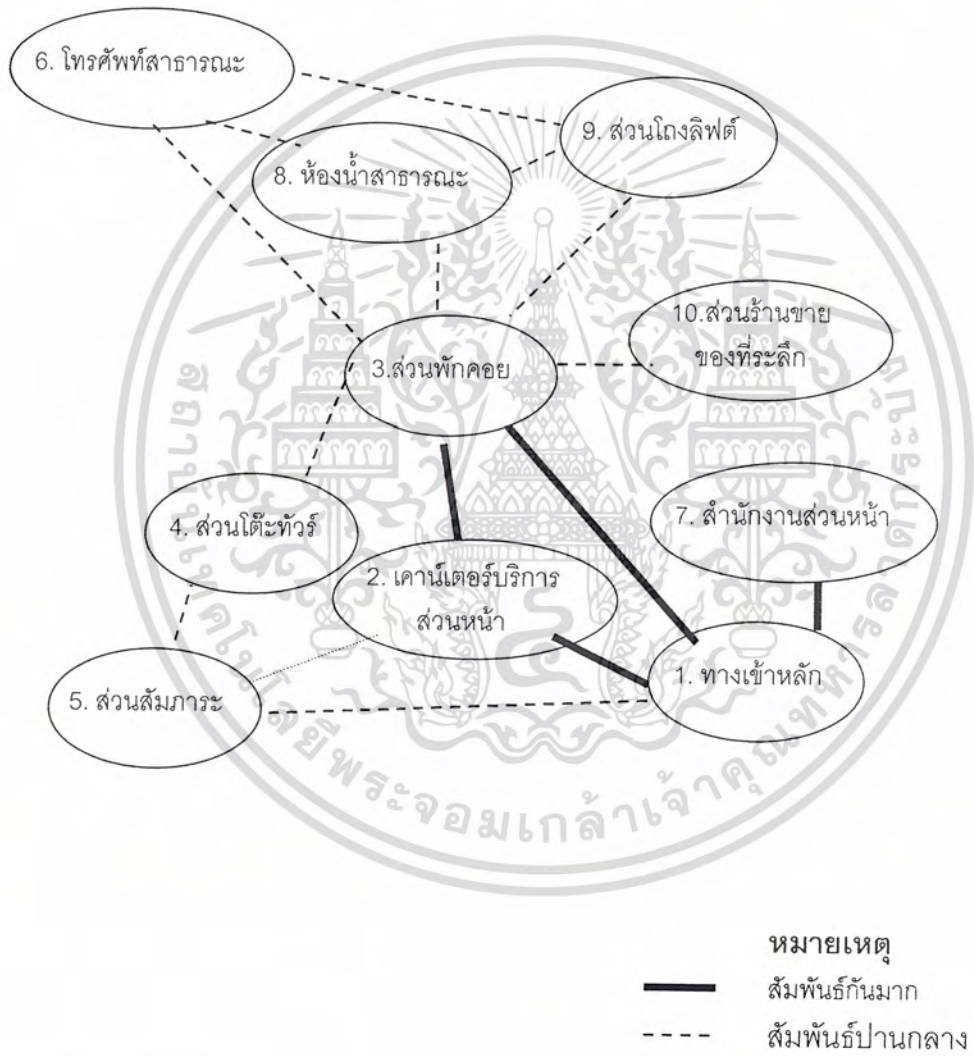 6. โทรศัพท์สาธารณะ
9. ส่วนโถงลิฟต์
8. ห้องน้ำสาธารณะ
10.ส่วนร้านขาย
ของที่ระลึก
3.ส่วนพักคอย
7. สำนักงานส่วนหน้า
4. ส่วนโต๊ะทัวร์
2. เคาน์เตอร์บริการ
ส่วนหน้า
1. ทางเข้าหลัก
5. ส่วนสัมภาระ
หมายเหตุ
สัมพันธ์กันมาก
สัมพันธ์ปานกลาง